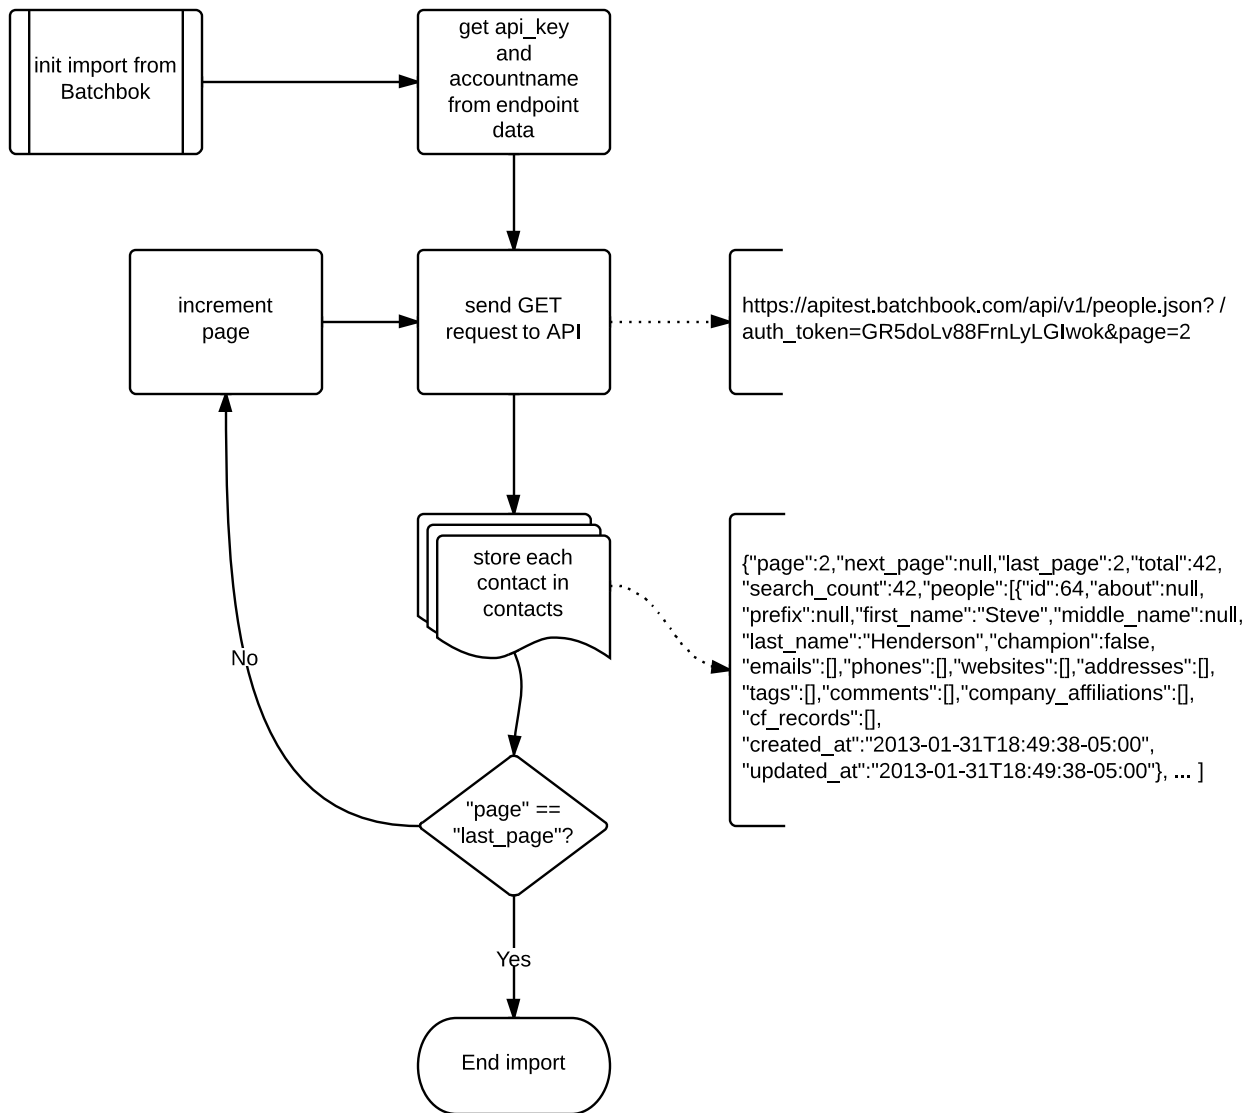 init import from
Batchbok
get api_key
and
accountname
from endpoint
data
increment
page
send GET
request to API
https://apitest.batchbook.com/api/v1/people.json? /
auth_token=GR5doLv88FrnLyLGIwok&page=2
store each
contact in
contacts
{"page":2,"next_page":null,"last_page":2,"total":42,
"search_count":42,"people":[{"id":64,"about":null,
"prefix":null,"first_name":"Steve","middle_name":null,
"last_name":"Henderson","champion":false,
"emails":[],"phones":[],"websites":[],"addresses":[],
"tags":[],"comments":[],"company_affiliations":[],
"cf_records":[],
"created_at":"2013-01-31T18:49:38-05:00",
"updated_at":"2013-01-31T18:49:38-05:00"}, ... ]
No
"page" ==
"last_page"?
Yes
End import